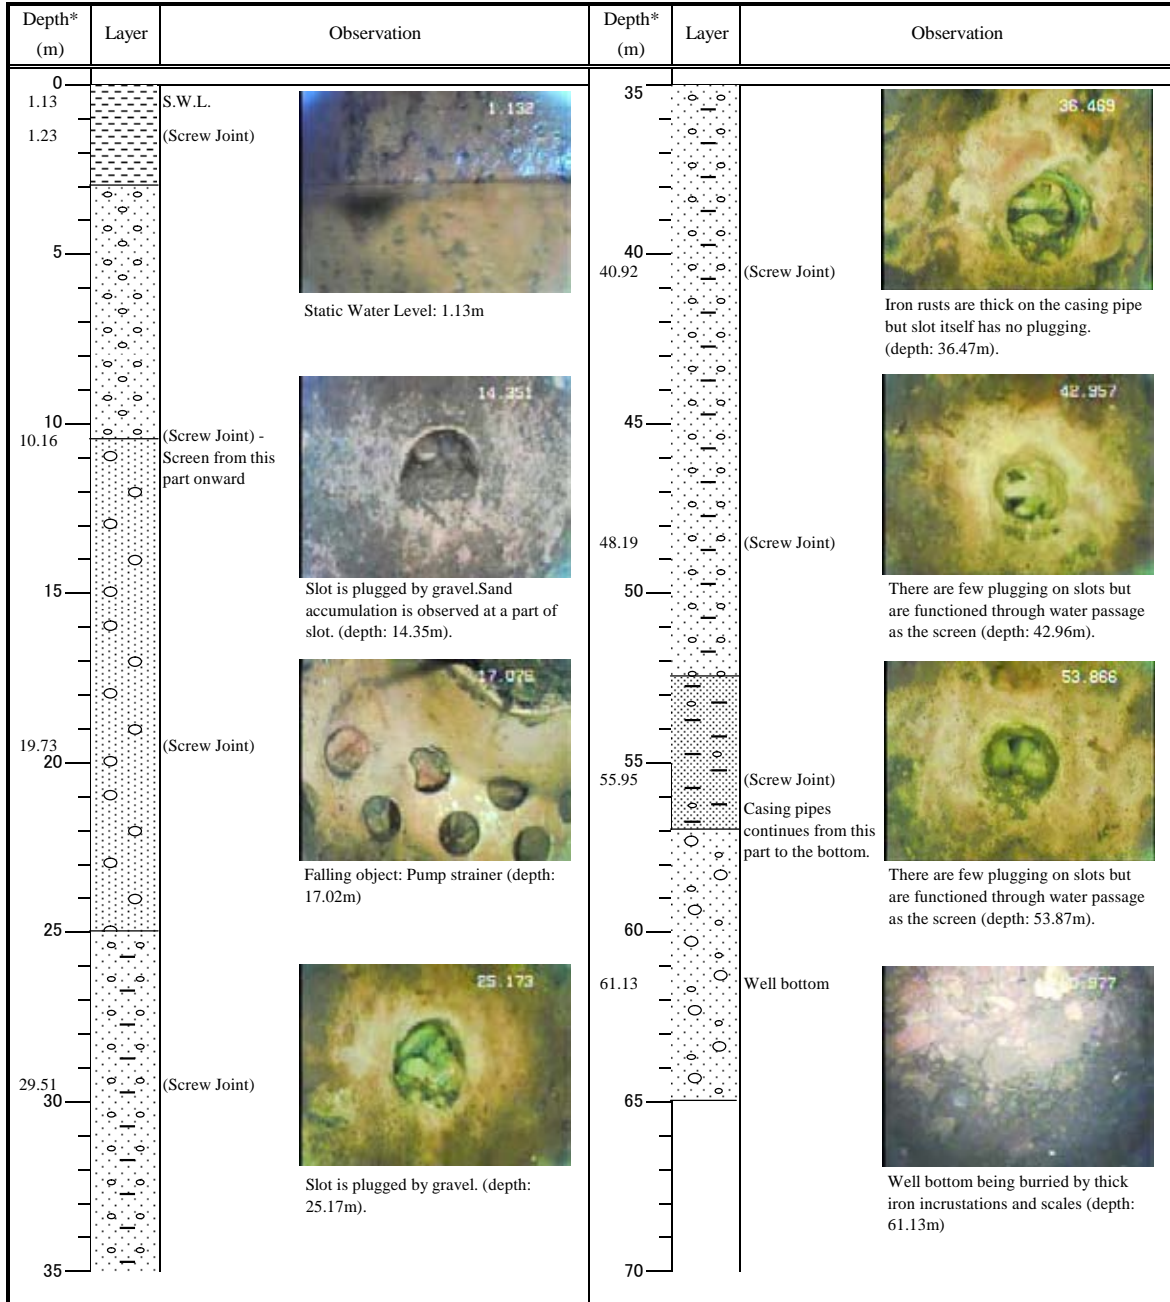 Depth*
(m)
Layer
Observation
0
1.13
S.W.L.
1.23
(Screw Joint)
1.132
Static Water Level: 1.13m
5
10
10.16
(Screw Joint) -
Screen from this
part onward
14.351
Slot is plugged by gravel.Sand
accumulation is observed at a part of
slot. (depth: 14.35m).
15
17.076
Falling object: Pump strainer (depth:
17.02m)
19.73
(Screw Joint)
20
25
25.173
Slot is plugged by gravel. (depth:
25.17m).
29.51
(Screw Joint)
30
35
Depth*
(m)
Layer
Observation
35
36.469
Iron rusts are thick on the casing pipe
but slot itself has no plugging.
(depth: 36.47m).
40
40.92
(Screw Joint)
42.957
There are few plugging on slots but
are functioned through water passage
as the screen (depth: 42.96m).
45
48.19
(Screw Joint)
50
53.866
There are few plugging on slots but
are functioned through water passage
as the screen (depth: 53.87m).
55
55.95
(Screw Joint)
Casing pipes
continues from this
part to the bottom.
60
61.13
Well bottom
Well bottom being burried by thick
iron incrustations and scales (depth:
61.13m)
65
70